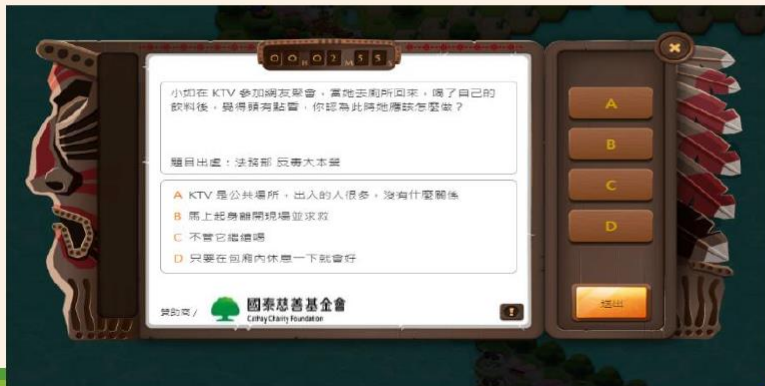 00 H 02 M 55 S
小如在 KTV 參加網友聚會，當她去廁所回來，喝了自己的
飲料後，覺得頭有點暈，你認為此時她應該怎麼做？
題目出處：法務部 反毒大本營
A KTV 是公共場所，出入的人很多，沒有什麼關係
B 馬上起身離開現場並求救
C 不管它繼續喝
D 只要在包廂內休息一下就會好
贊助商 /
國泰慈善基金會
Cathay Charity Foundation
A
B
C
D
送出